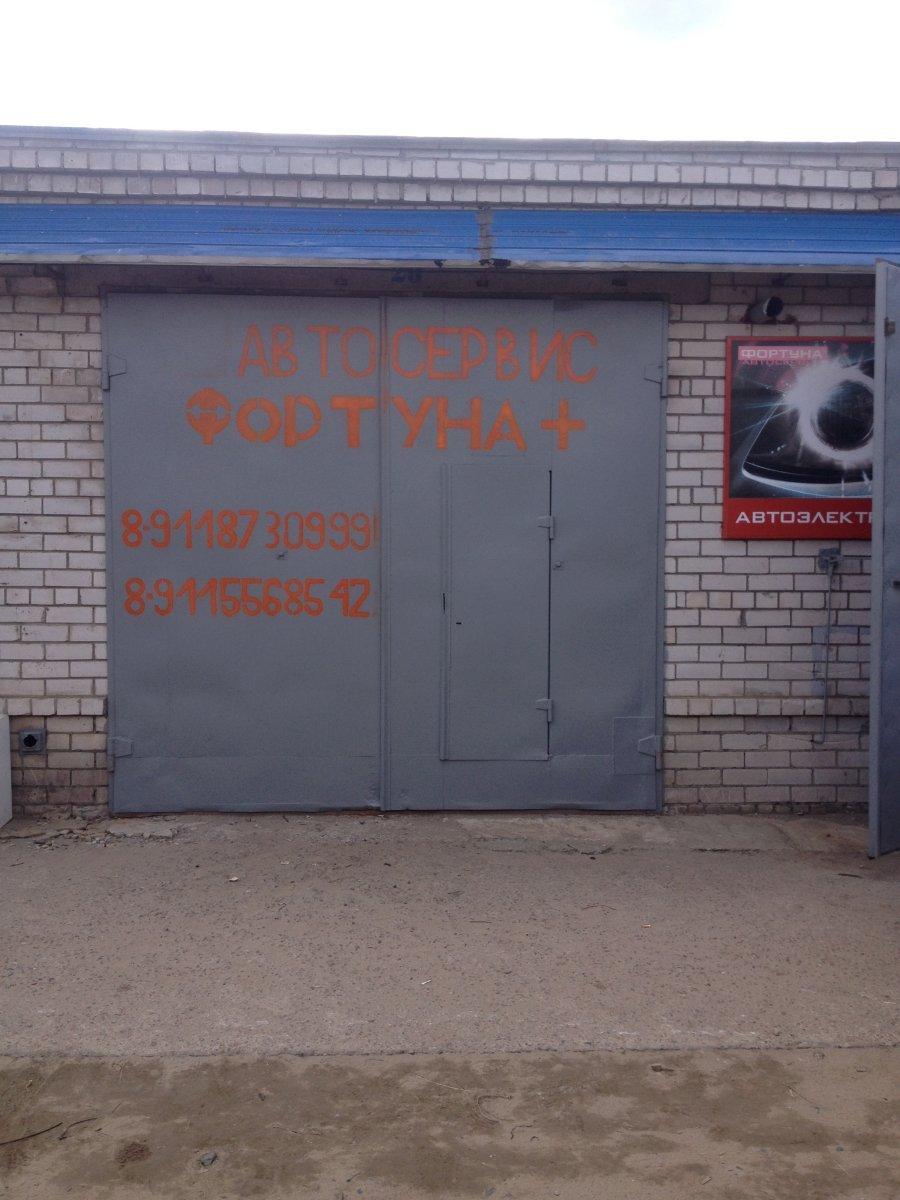 АВТОСЕРВИС
ФОРТУНА +
8-9118730999
8-9115568542
ФОРТУНА
АВТОЭЛЕКТ